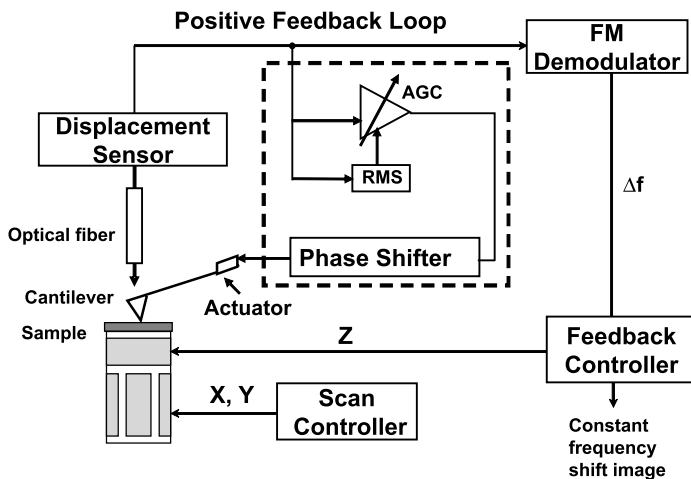 Positive Feedback Loop
FM
Demodulator
AGC
Displacement
Sensor
RMS
Δf
Optical fiber
Phase Shifter
Cantilever
Actuator
Sample
Z
Feedback
Controller
X, Y
Scan
Controller
Constant
frequency
shift image